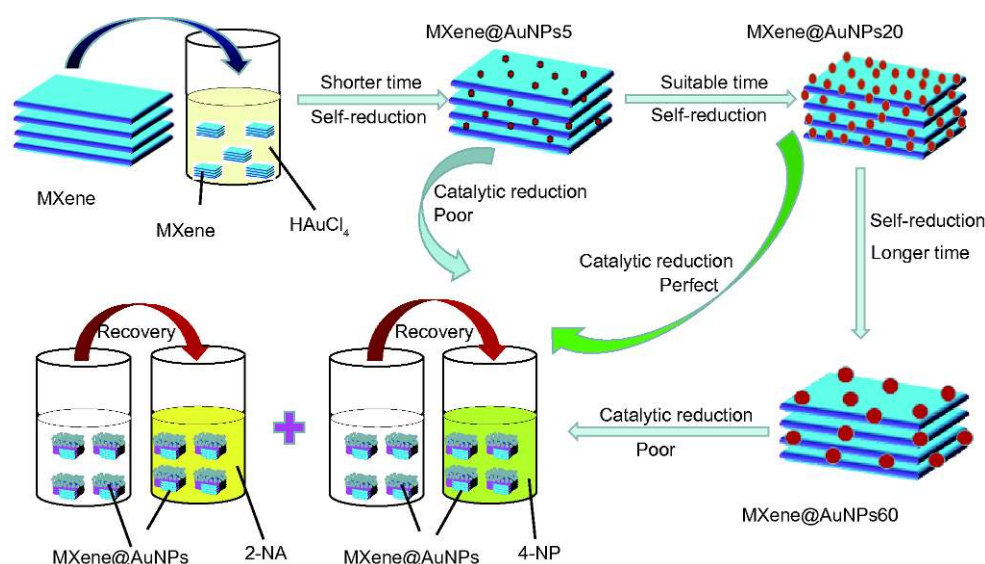 MXene@AuNPs5
MXene@AuNPs20
Shorter time
Self-reduction
Suitable time
Self-reduction
MXene
MXene
HAuCl₄
Catalytic reduction
Poor
Self-reduction
Longer time
Catalytic reduction
Perfect
Recovery
Recovery
Catalytic reduction
Poor
MXene@AuNPs
2-NA
MXene@AuNPs
4-NP
MXene@AuNPs60